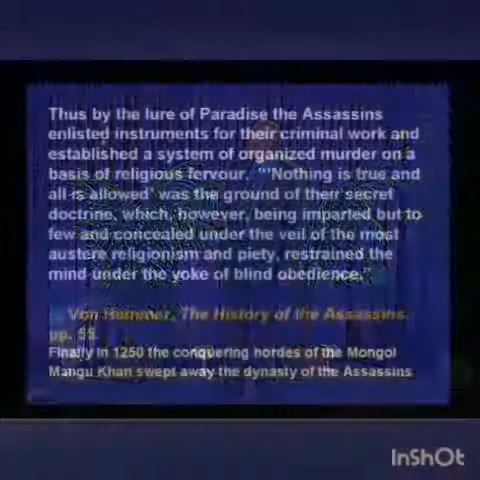 Thus by the lure of Paradise the Assassins
enlisted instruments for their criminal work and
established a system of organized murder on a
basis of religious fervour. "'Nothing is true and
all is allowed' was the ground of their secret
doctrine, which, however, being imparted but to
few and concealed under the veil of the most
austere religionism and piety, restrained the
mind under the yoke of blind obedience."
Von Hammer, The History of the Assassins,
pp. 55.
Finally in 1250 the conquering hordes of the Mongol
Mangu Khan swept away the dynasty of the Assassins
InShOt